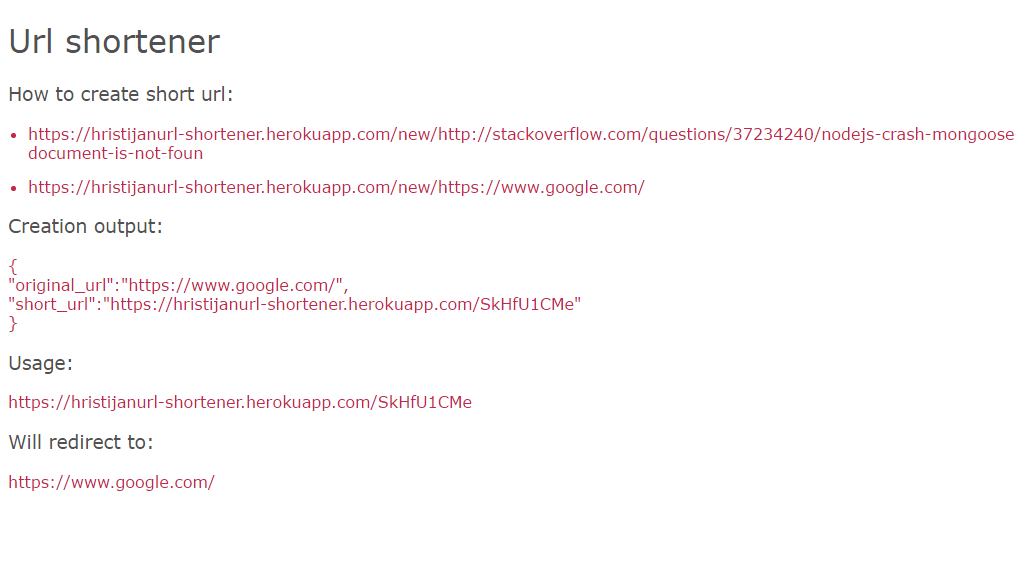 Url shortener
How to create short url:
• https://hristijanurl-shortener.herokuapp.com/new/http://stackoverflow.com/questions/37234240/nodejs-crash-mongoose
document-is-not-foun
• https://hristijanurl-shortener.herokuapp.com/new/https://www.google.com/
Creation output:
{
"original_url":"https://www.google.com/",
"short_url":"https://hristijanurl-shortener.herokuapp.com/SkHfU1CMe"
}
Usage:
https://hristijanurl-shortener.herokuapp.com/SkHfU1CMe
Will redirect to:
https://www.google.com/